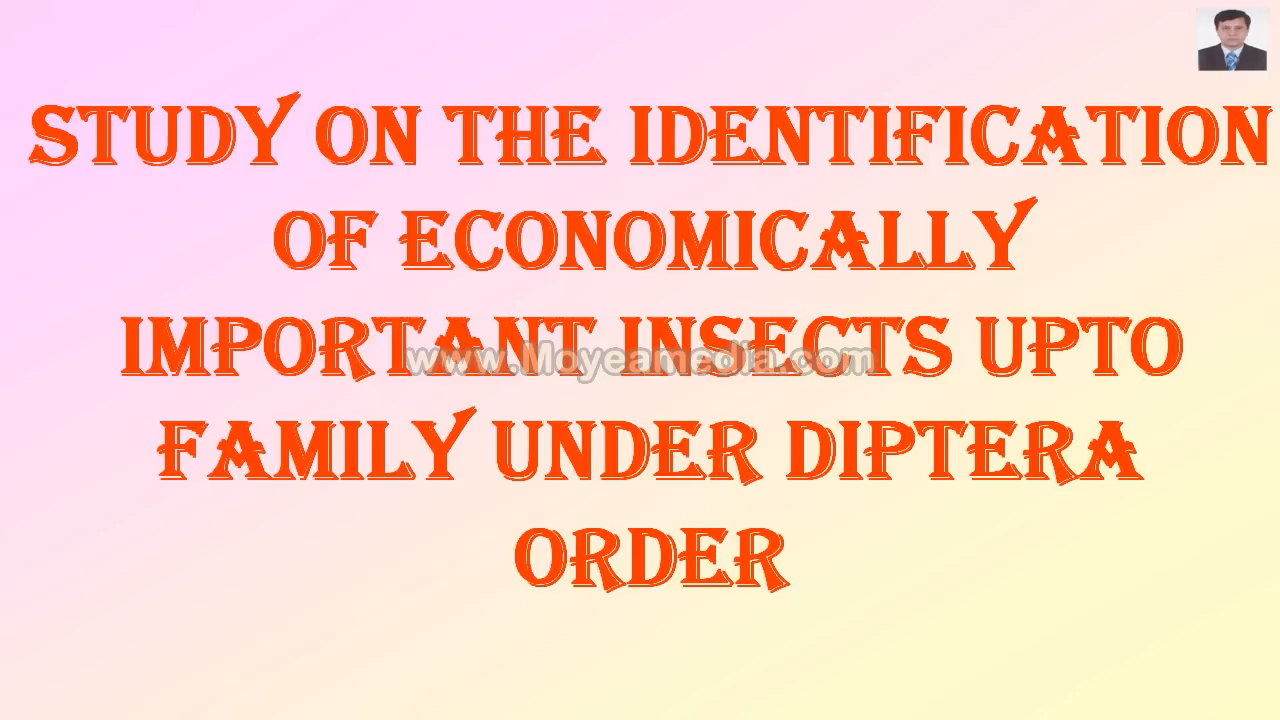 STUDY ON THE IDENTIFICATION
OF ECONOMICALLY
IMPORTANT INSECTS UPTO
www.Moyeamedia.com
FAMILY UNDER DIPTERA
ORDER